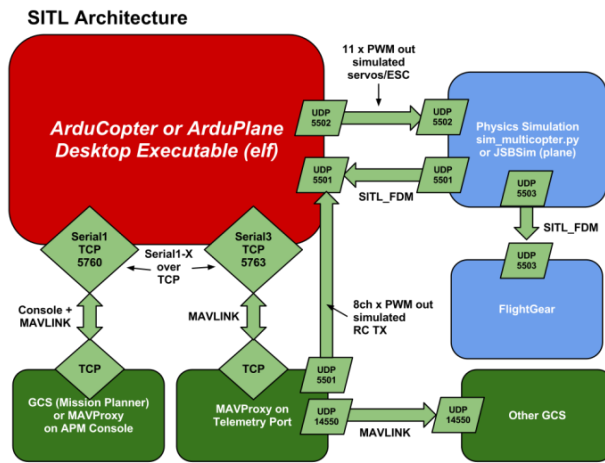 SITL Architecture
11 x PWM out
simulated
servos/ESC
ArduCopter or ArduPlane
Desktop Executable (elf)
UDP
5502
UDP
5502
Physics Simulation
sim_multicopter.py
or JSBSim (plane)
UDP
5501
UDP
5501
SITL_FDM
UDP
5503
SITL_FDM
UDP
5503
FlightGear
Serial1
TCP
5760
Serial1-X
over
TCP
Serial3
TCP
5763
Console +
MAVLINK
MAVLINK
8ch x PWM out
simulated
RC TX
TCP
TCP
GCS (Mission Planner)
or MAVProxy
on APM Console
MAVProxy on
Telemetry Port
UDP
5501
UDP
14550
MAVLINK
UDP
14550
Other GCS